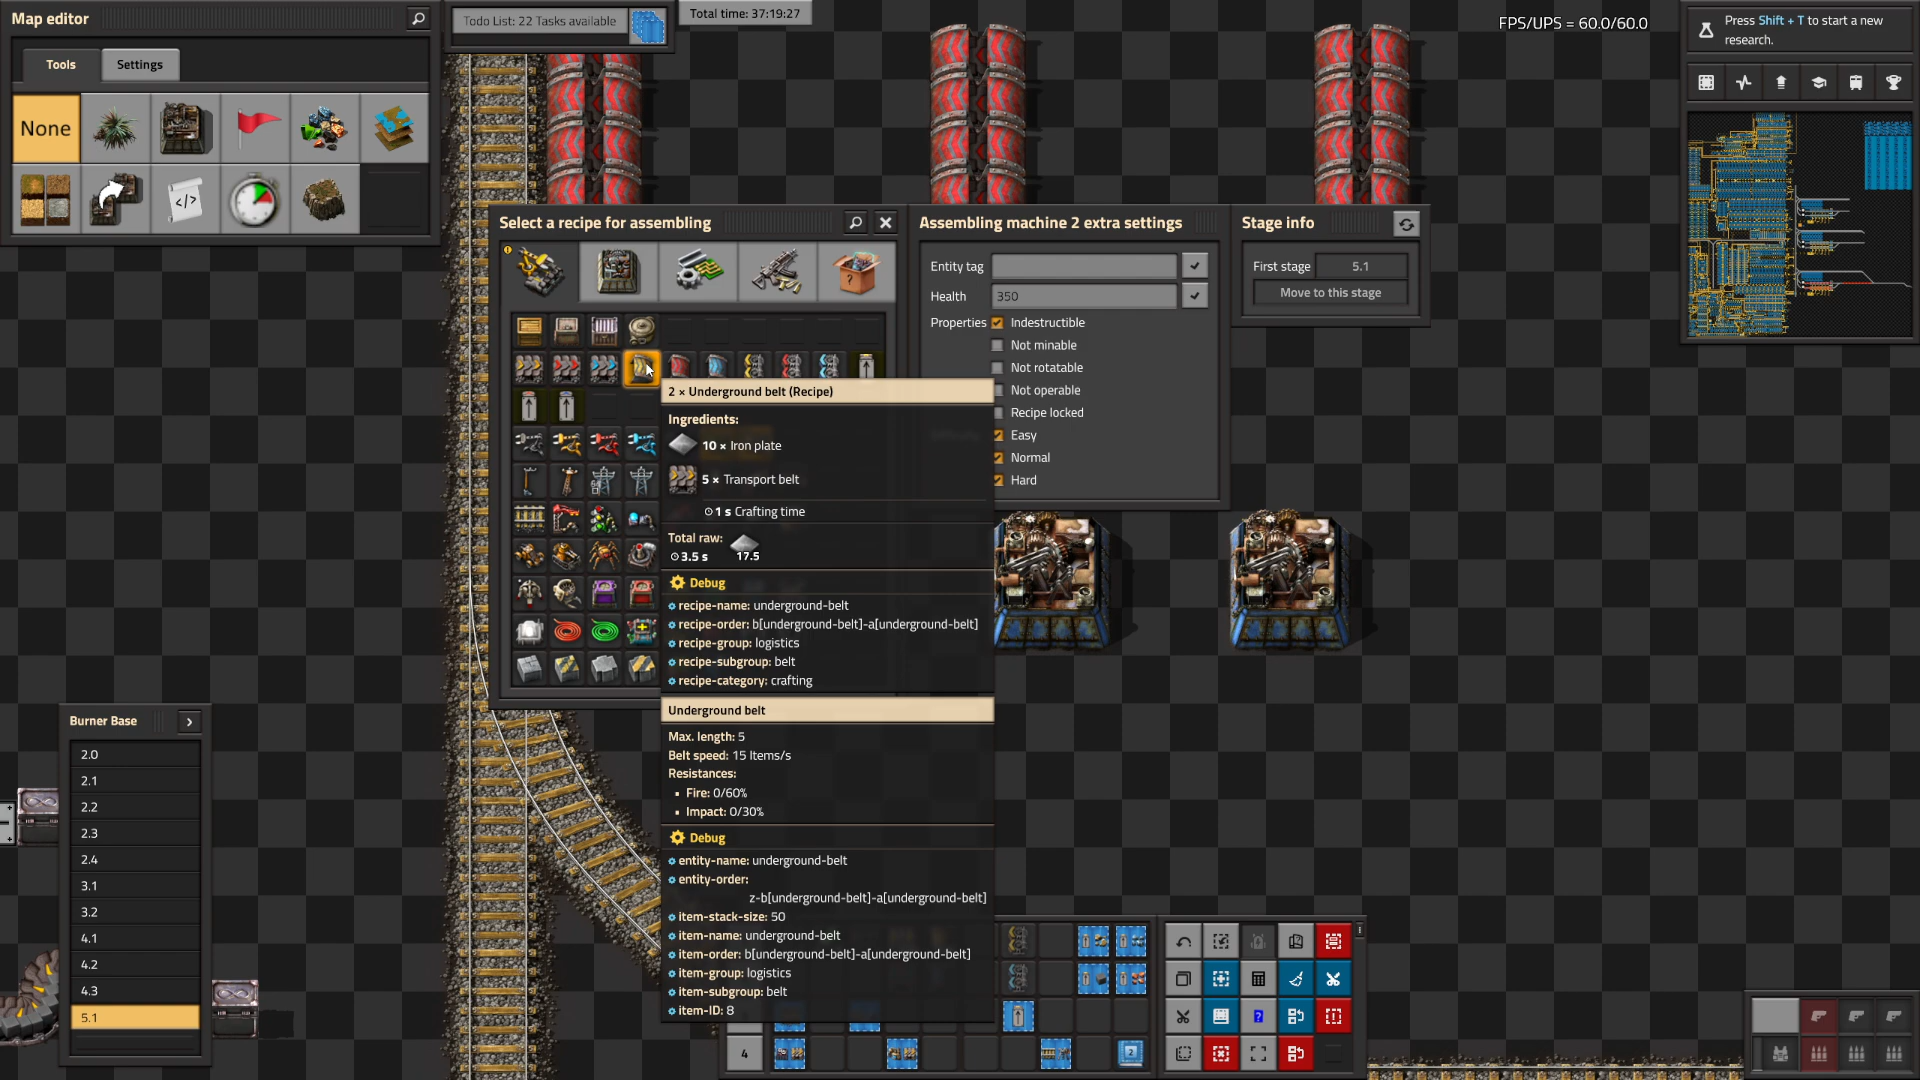 Map editor
Tools
Settings
None
Todo List: 22 Tasks available
Total time: 37:19:27
FPS/UPS = 60.0/60.0
Press Shift + T to start a new
research.
Select a recipe for assembling
Assembling machine 2 extra settings
Entity tag
Health
350
Properties
Indestructible
Not minable
Not rotatable
Not operable
Recipe locked
Easy
Normal
Hard
Stage info
First stage
5.1
Move to this stage
2 × Underground belt (Recipe)
Ingredients:
10 × Iron plate
5 × Transport belt
1 s Crafting time
Total raw:
3.5 s
17.5
Debug
recipe-name: underground-belt
recipe-order: b[underground-belt]-a[underground-belt]
recipe-group: logistics
recipe-subgroup: belt
recipe-category: crafting
Underground belt
Max. length: 5
Belt speed: 15 Items/s
Resistances:
Fire: 0/60%
Impact: 0/30%
Debug
entity-name: underground-belt
entity-order:
z-b[underground-belt]-a[underground-belt]
item-stack-size: 50
item-name: underground-belt
item-order: b[underground-belt]-a[underground-belt]
item-group: logistics
item-subgroup: belt
item-ID: 8
Burner Base
2.0
2.1
2.2
2.3
2.4
3.1
3.2
4.1
4.2
4.3
5.1
4
2